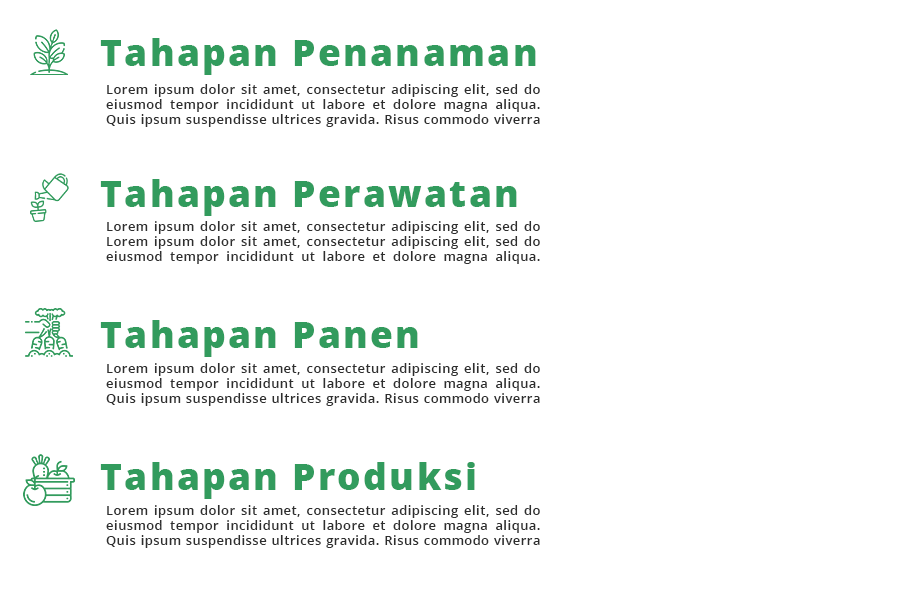 Tahapan Penanaman
Lorem ipsum dolor sit amet, consectetur adipiscing elit, sed do
eiusmod tempor incididunt ut labore et dolore magna aliqua.
Quis ipsum suspendisse ultrices gravida. Risus commodo viverra
Tahapan Perawatan
Lorem ipsum dolor sit amet, consectetur adipiscing elit, sed do
Lorem ipsum dolor sit amet, consectetur adipiscing elit, sed do
eiusmod tempor incididunt ut labore et dolore magna aliqua.
Tahapan Panen
Lorem ipsum dolor sit amet, consectetur adipiscing elit, sed do
eiusmod tempor incididunt ut labore et dolore magna aliqua.
Quis ipsum suspendisse ultrices gravida. Risus commodo viverra
Tahapan Produksi
Lorem ipsum dolor sit amet, consectetur adipiscing elit, sed do
eiusmod tempor incididunt ut labore et dolore magna aliqua.
Quis ipsum suspendisse ultrices gravida. Risus commodo viverra